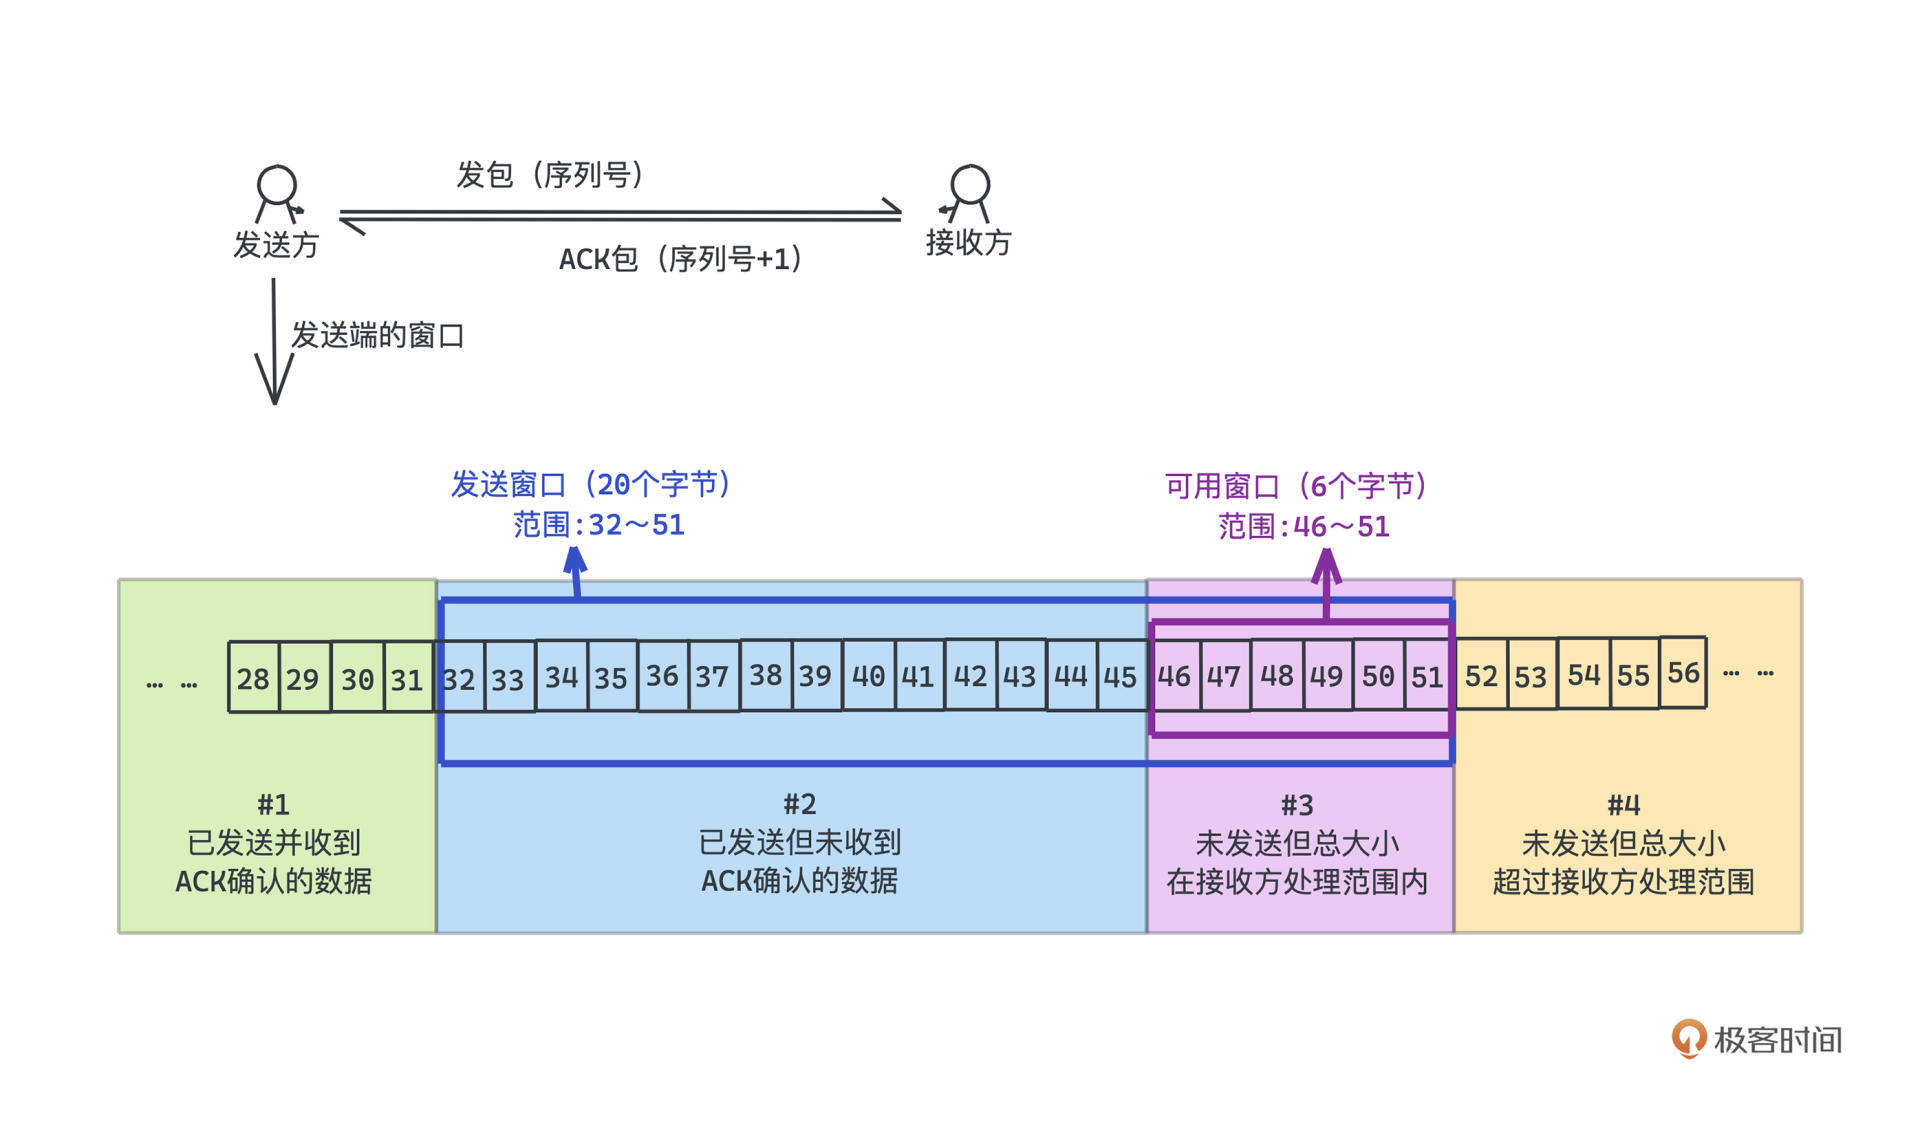 发包（序列号）
发送方
接收方
ACK包（序列号+1）
发送端的窗口
发送窗口（20个字节）
范围:32～51
可用窗口（6个字节）
范围:46～51
... ... 28 29 30 31 32 33 34 35 36 37 38 39 40 41 42 43 44 45 46 47 48 49 50 51 52 53 54 55 56 ... ...
#1
已发送并收到
ACK确认的数据
#2
已发送但未收到
ACK确认的数据
#3
未发送但总大小
在接收方处理范围内
#4
未发送但总大小
超过接收方处理范围
极客时间